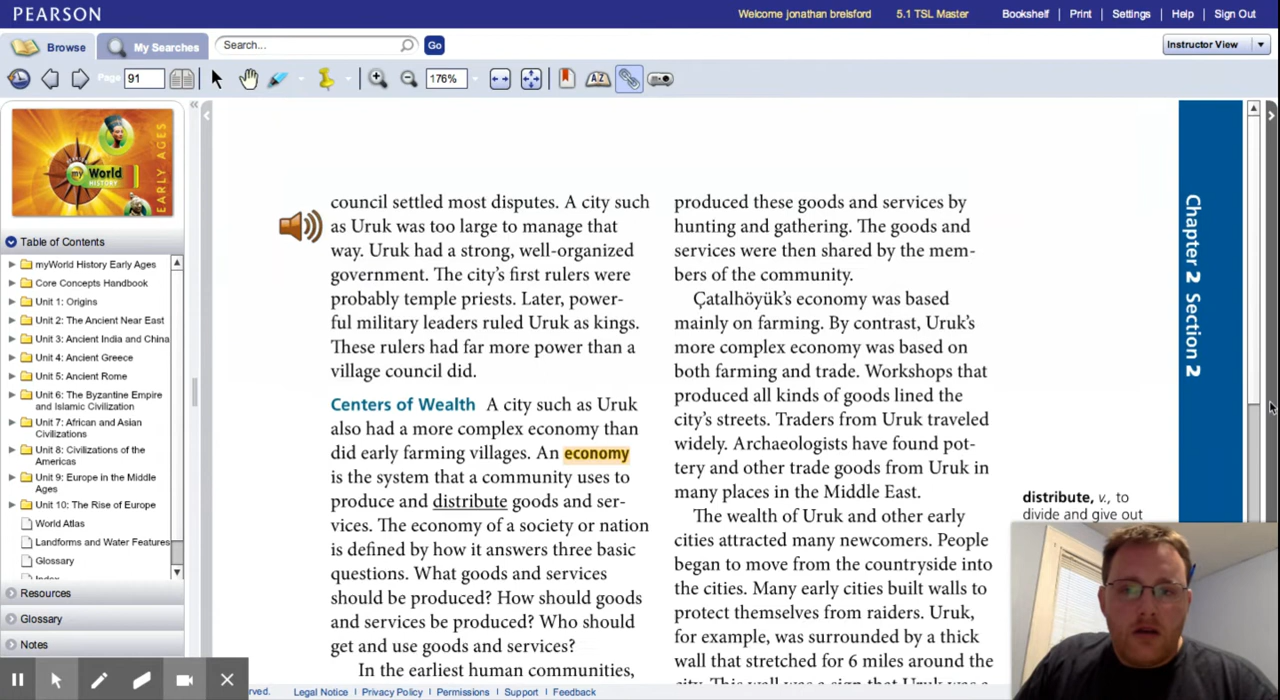 PEARSON
Welcome jonathan brelsford 5.1 TSL Master Bookshelf | Print | Settings | Help | Sign Out
Browse My Searches Search... Go Instructor View
Page 91 176% AZ
my World HISTORY
EARLY AGES
Table of Contents
myWorld History Early Ages
Core Concepts Handbook
Unit 1: Origins
Unit 2: The Ancient Near East
Unit 3: Ancient India and China
Unit 4: Ancient Greece
Unit 5: Ancient Rome
Unit 6: The Byzantine Empire
and Islamic Civilization
Unit 7: African and Asian
Civilizations
Unit 8: Civilizations of the
Americas
Unit 9: Europe in the Middle
Ages
Unit 10: The Rise of Europe
World Atlas
Landforms and Water Features
Glossary
Index
Resources
Glossary
Notes
council settled most disputes. A city such
as Uruk was too large to manage that
way. Uruk had a strong, well-organized
government. The city's first rulers were
probably temple priests. Later, power-
ful military leaders ruled Uruk as kings.
These rulers had far more power than a
village council did.
Centers of Wealth A city such as Uruk
also had a more complex economy than
did early farming villages. An economy
is the system that a community uses to
produce and distribute goods and ser-
vices. The economy of a society or nation
is defined by how it answers three basic
questions. What goods and services
should be produced? How should goods
and services be produced? Who should
get and use goods and services?
In the earliest human communities,
produced these goods and services by
hunting and gathering. The goods and
services were then shared by the mem-
bers of the community.
Çatalhöyük's economy was based
mainly on farming. By contrast, Uruk's
more complex economy was based on
both farming and trade. Workshops that
produced all kinds of goods lined the
city's streets. Traders from Uruk traveled
widely. Archaeologists have found pot-
tery and other trade goods from Uruk in
many places in the Middle East.
The wealth of Uruk and other early
cities attracted many newcomers. People
began to move from the countryside into
the cities. Many early cities built walls to
protect themselves from raiders. Uruk,
for example, was surrounded by a thick
wall that stretched for 6 miles around the
city. This wall was a sign that Uruk was a
distribute, v., to
divide and give out
Chapter 2 Section 2
rved. Legal Notice | Privacy Policy | Permissions | Support | Feedback